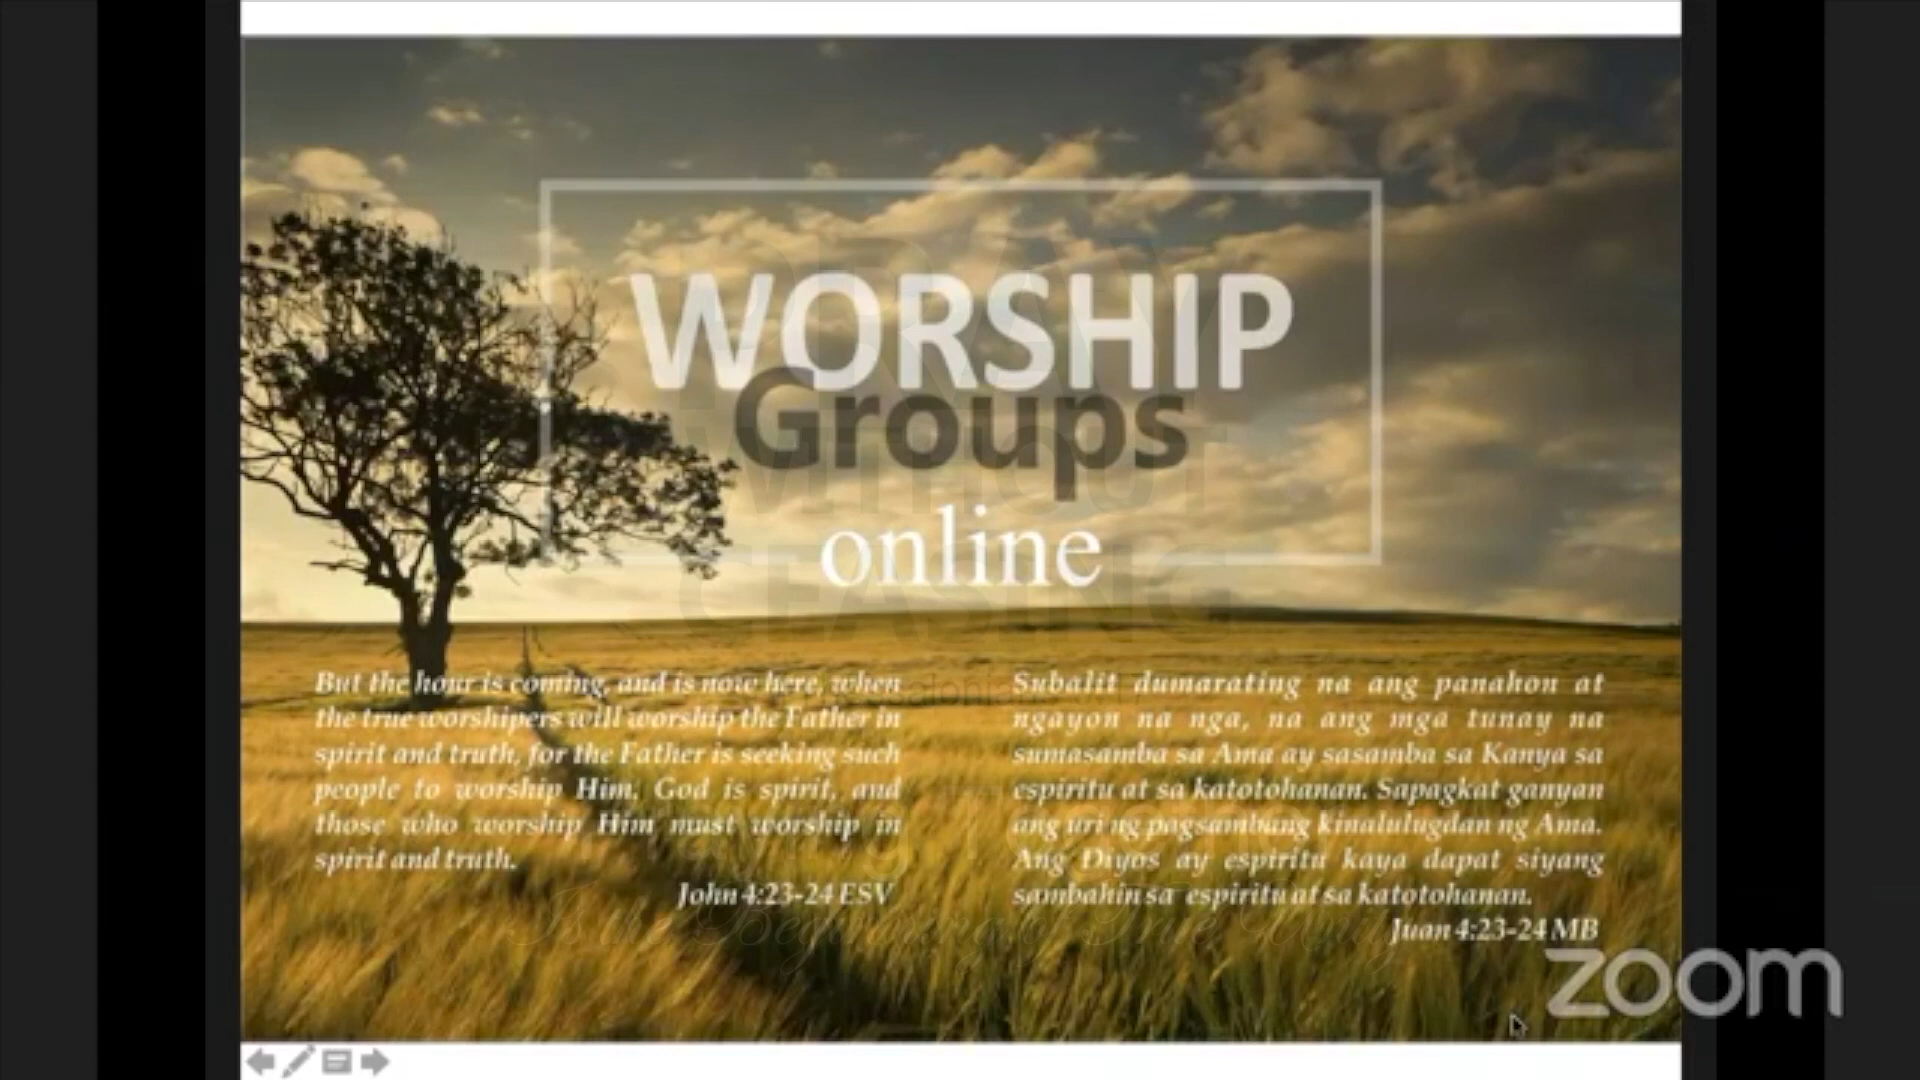 WORSHIP
Groups
WITHOUT
online
CEASING
But the hour is coming, and is now here, when
the true worshipers will worship the Father in
spirit and truth, for the Father is seeking such
people to worship Him. God is spirit, and
those who worship Him must worship in
spirit and truth.
John 4:23-24 ESV
Subalit dumarating na ang panahon at
ngayon na nga, na ang mga tunay na
sumasamba sa Ama ay sasamba sa Kanya sa
espiritu at sa katotohanan. Sapagkat ganyan
ang uri ng pagsambang kinalulugdan ng Ama.
Ang Diyos ay espiritu kaya dapat siyang
sambahin sa espiritu at sa katotohanan.
Juan 4:23-24 MB
zoom